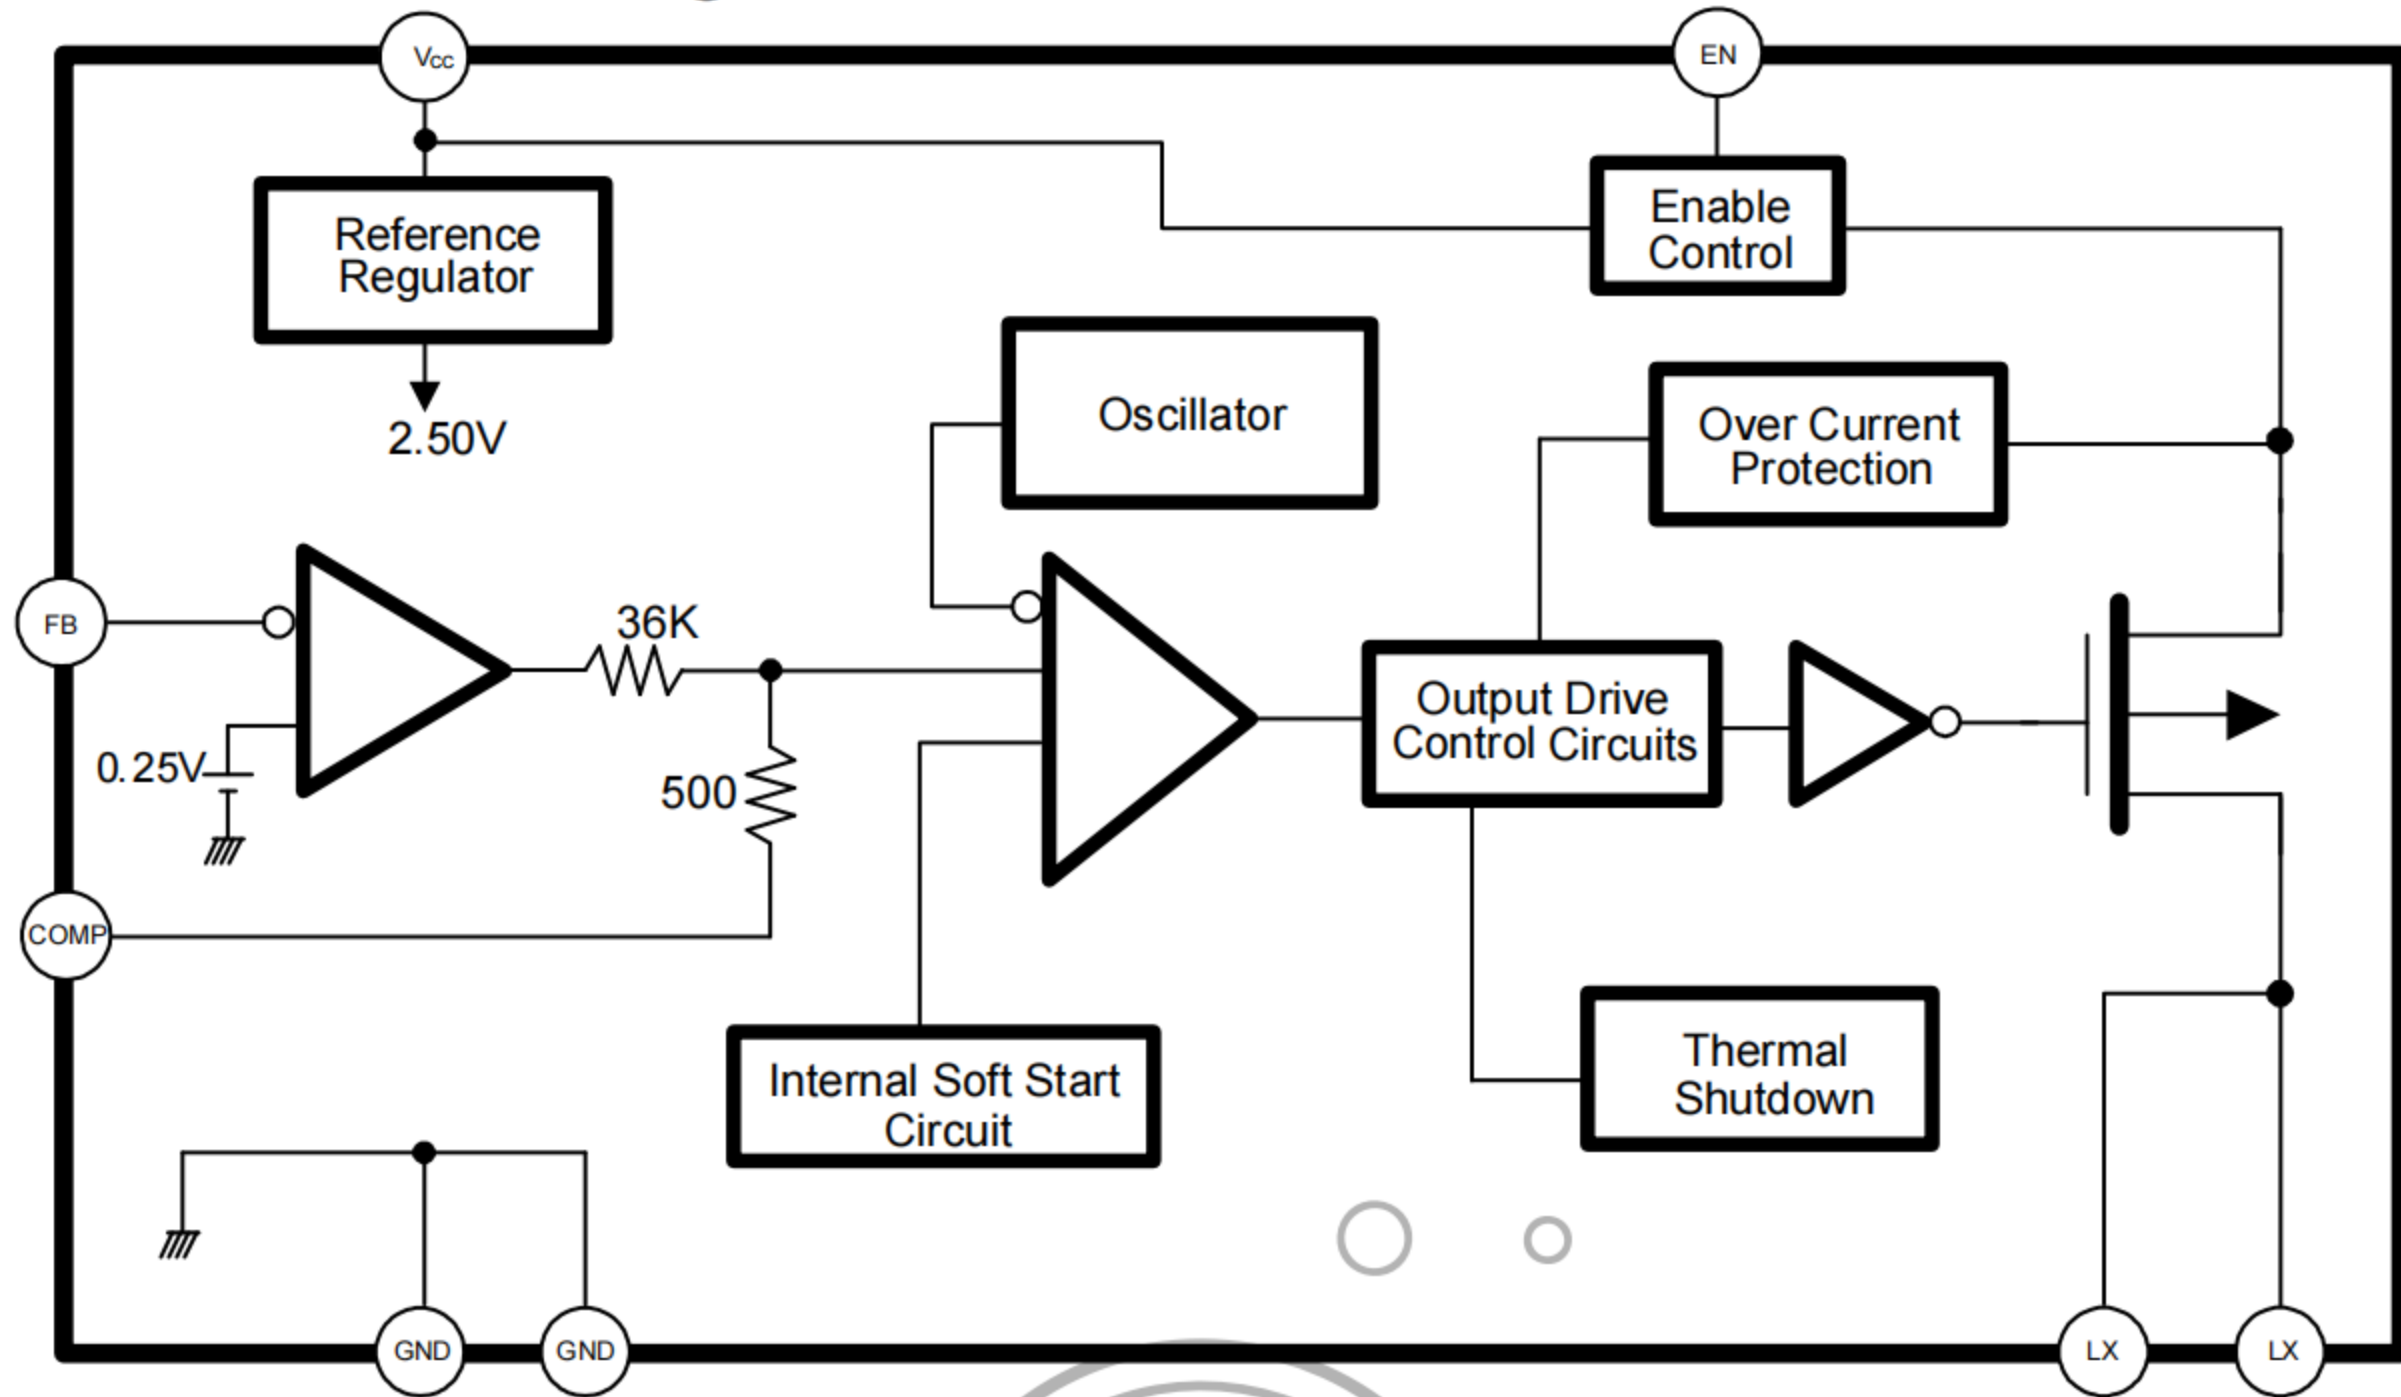 Vcc
EN
Reference
Regulator
2.50V
Enable
Control
Oscillator
Over Current
Protection
FB
36K
0.25V
500
Output Drive
Control Circuits
COMP
Internal Soft Start
Circuit
Thermal
Shutdown
GND
GND
LX
LX